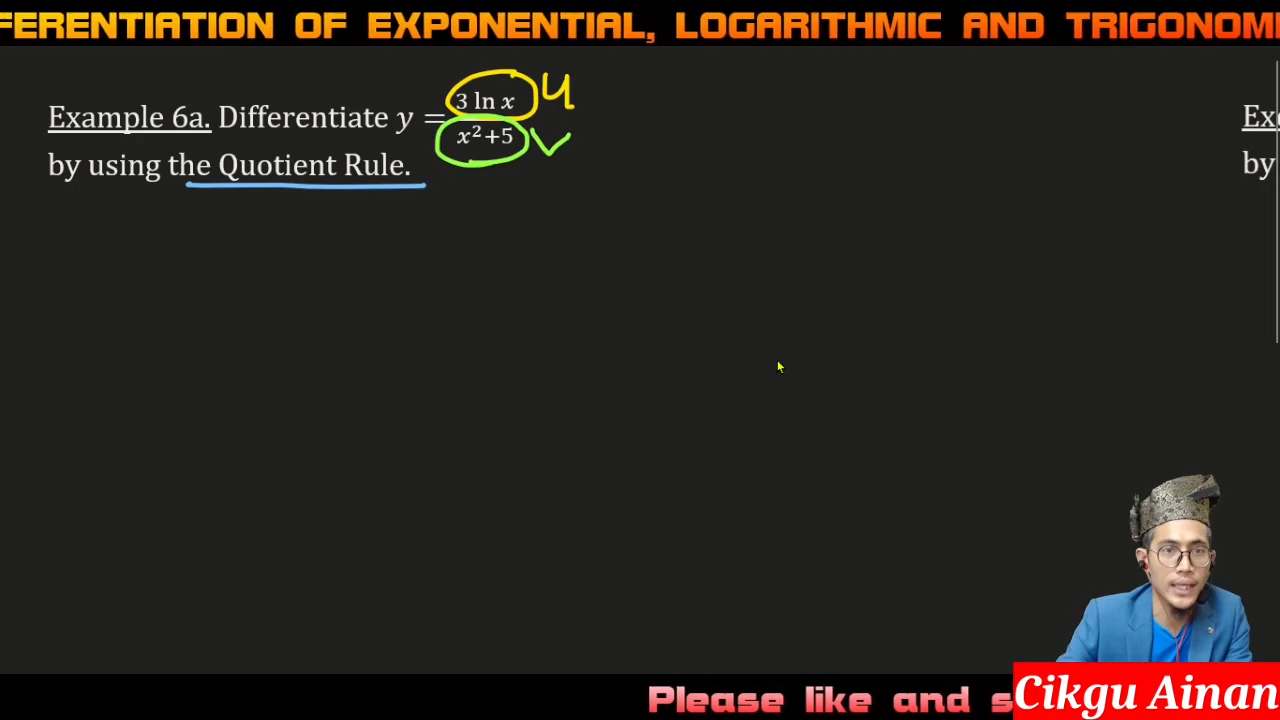 FERENTIATION OF EXPONENTIAL, LOGARITHMIC AND TRIGONOM
Example 6a. Differentiate y = 3 ln x / x²+5
u
v
by using the Quotient Rule.
Ex
by
Please like and s
Cikgu Ainan